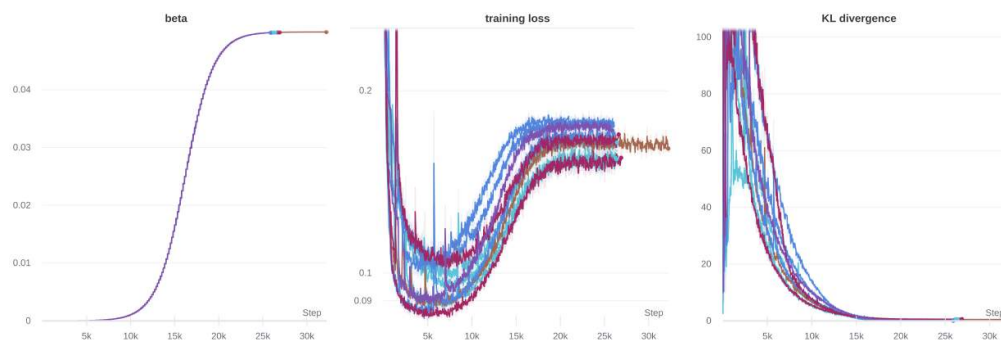 beta
0.04
0.03
0.02
0.01
0
Step
5k 10k 15k 20k 25k 30k
training loss
0.2
0.1
0.09
Step
5k 10k 15k 20k 25k 30k
KL divergence
100
80
60
40
20
0
Step
5k 10k 15k 20k 25k 30k